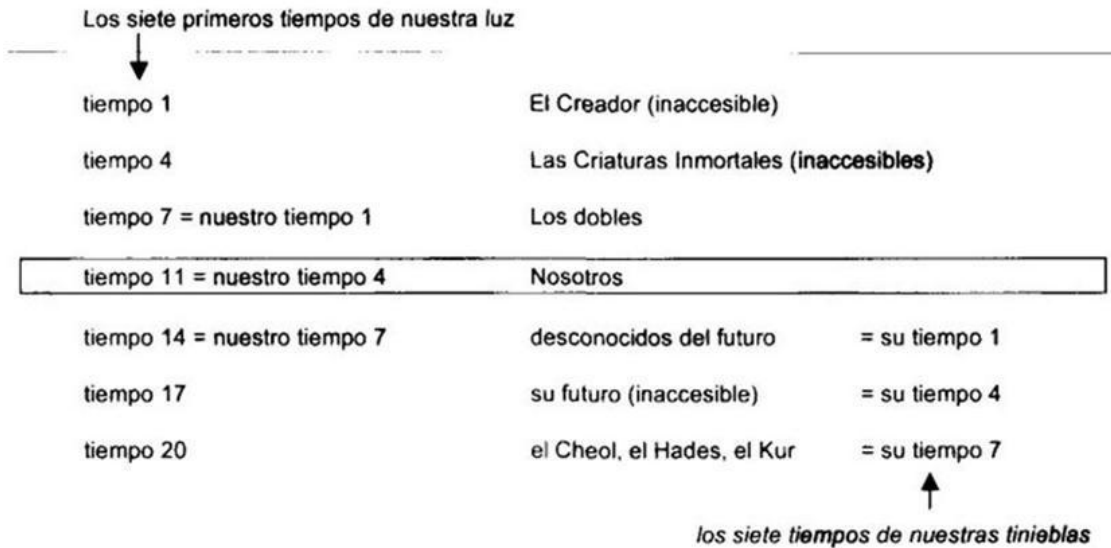 Los siete primeros tiempos de nuestra luz
tiempo 1 El Creador (inaccesible)
tiempo 4 Las Criaturas Inmortales (inaccesibles)
tiempo 7 = nuestro tiempo 1 Los dobles
tiempo 11 = nuestro tiempo 4 Nosotros
tiempo 14 = nuestro tiempo 7 desconocidos del futuro = su tiempo 1
tiempo 17 su futuro (inaccesible) = su tiempo 4
tiempo 20 el Cheol, el Hades, el Kur = su tiempo 7
los siete tiempos de nuestras tinieblas